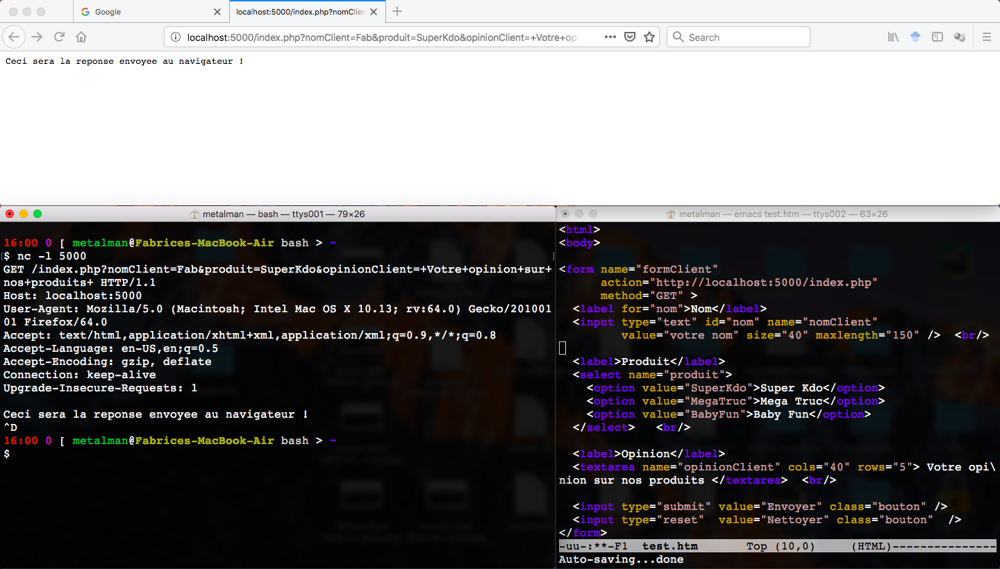 Google
localhost:5000/index.php?nomClien
localhost:5000/index.php?nomClient=Fab&produit=SuperKdo&opinionClient=+Votre+opi
Search
Ceci sera la reponse envoyee au navigateur !
metalman — bash — ttys001 — 79×26
16:00 0 [ metalman@Fabrices-MacBook-Air bash > ~
$ nc -l 5000
GET /index.php?nomClient=Fab&produit=SuperKdo&opinionClient=+Votre+opinion+sur+
nos+produits+ HTTP/1.1
Host: localhost:5000
User-Agent: Mozilla/5.0 (Macintosh; Intel Mac OS X 10.13; rv:64.0) Gecko/201001
01 Firefox/64.0
Accept: text/html,application/xhtml+xml,application/xml;q=0.9,*/*;q=0.8
Accept-Language: en-US,en;q=0.5
Accept-Encoding: gzip, deflate
Connection: keep-alive
Upgrade-Insecure-Requests: 1
Ceci sera la reponse envoyee au navigateur !
^D
16:00 0 [ metalman@Fabrices-MacBook-Air bash > ~
$
metalman — emacs test.htm — ttys002 — 63×26
<html>
<body>
<form name="formClient"
action="http://localhost:5000/index.php"
method="GET" >
<label for="nom">Nom</label>
<input type="text" id="nom" name="nomClient"
value="votre nom" size="40" maxlength="150" />  <br/>
<label>Produit</label>
<select name="produit">
<option value="SuperKdo">Super Kdo</option>
<option value="MegaTruc">Mega Truc</option>
<option value="BabyFun">Baby Fun</option>
</select>   <br/>
<label>Opinion</label>
<textarea name="opinionClient" cols="40" rows="5"> Votre opi\
nion sur nos produits </textarea>  <br/>
<input type="submit" value="Envoyer" class="bouton" />
<input type="reset"  value="Nettoyer" class="bouton"  />
</form>
-uu-:**-F1  test.htm      Top (10,0)     (HTML)---------------
Auto-saving...done